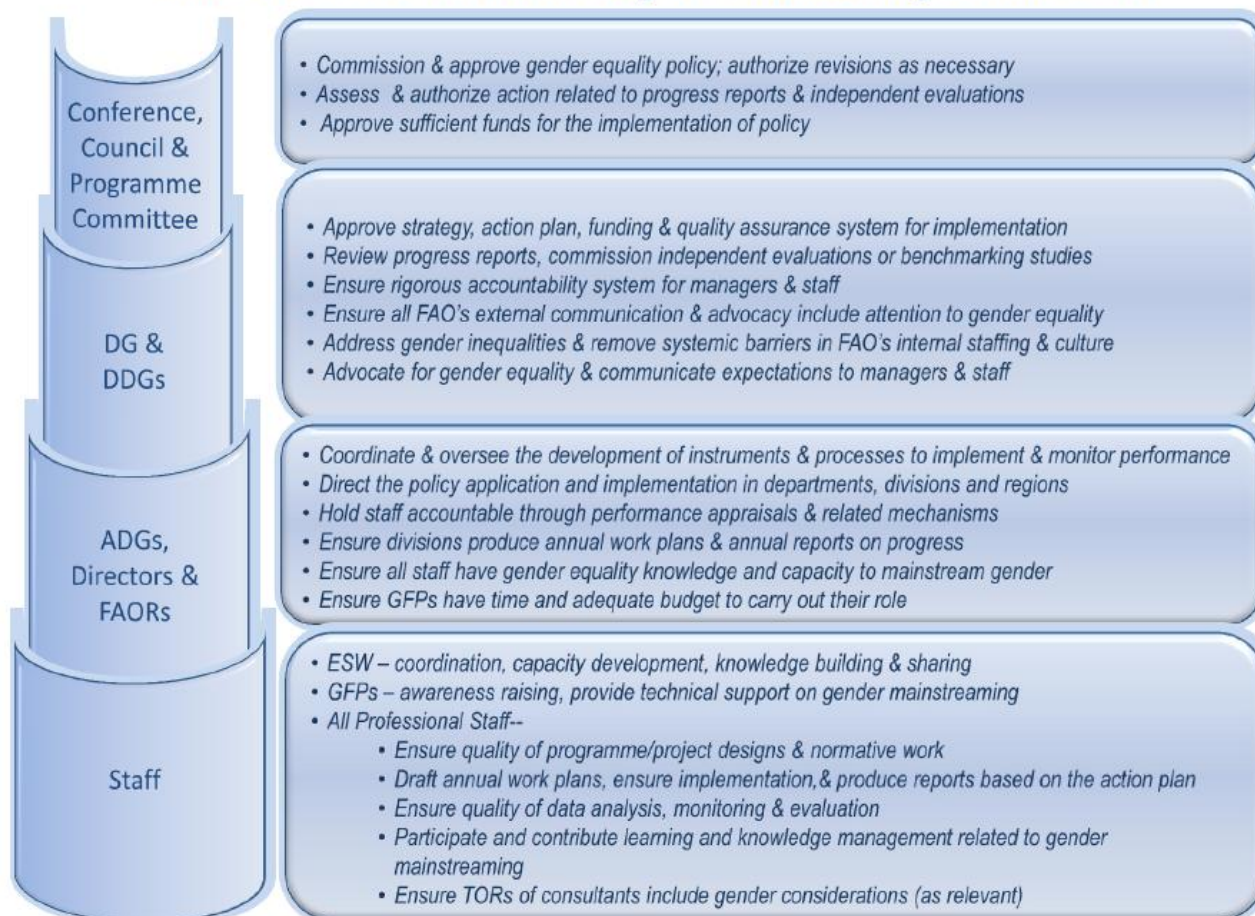 Conference,
Council &
Programme
Committee
• Commission & approve gender equality policy; authorize revisions as necessary
• Assess & authorize action related to progress reports & independent evaluations
• Approve sufficient funds for the implementation of policy
DG &
DDGs
• Approve strategy, action plan, funding & quality assurance system for implementation
• Review progress reports, commission independent evaluations or benchmarking studies
• Ensure rigorous accountability system for managers & staff
• Ensure all FAO's external communication & advocacy include attention to gender equality
• Address gender inequalities & remove systemic barriers in FAO's internal staffing & culture
• Advocate for gender equality & communicate expectations to managers & staff
ADGs,
Directors &
FAORs
• Coordinate & oversee the development of instruments & processes to implement & monitor performance
• Direct the policy application and implementation in departments, divisions and regions
• Hold staff accountable through performance appraisals & related mechanisms
• Ensure divisions produce annual work plans & annual reports on progress
• Ensure all staff have gender equality knowledge and capacity to mainstream gender
• Ensure GFPs have time and adequate budget to carry out their role
Staff
• ESW – coordination, capacity development, knowledge building & sharing
• GFPs – awareness raising, provide technical support on gender mainstreaming
• All Professional Staff--
• Ensure quality of programme/project designs & normative work
• Draft annual work plans, ensure implementation,& produce reports based on the action plan
• Ensure quality of data analysis, monitoring & evaluation
• Participate and contribute learning and knowledge management related to gender
mainstreaming
• Ensure TORs of consultants include gender considerations (as relevant)